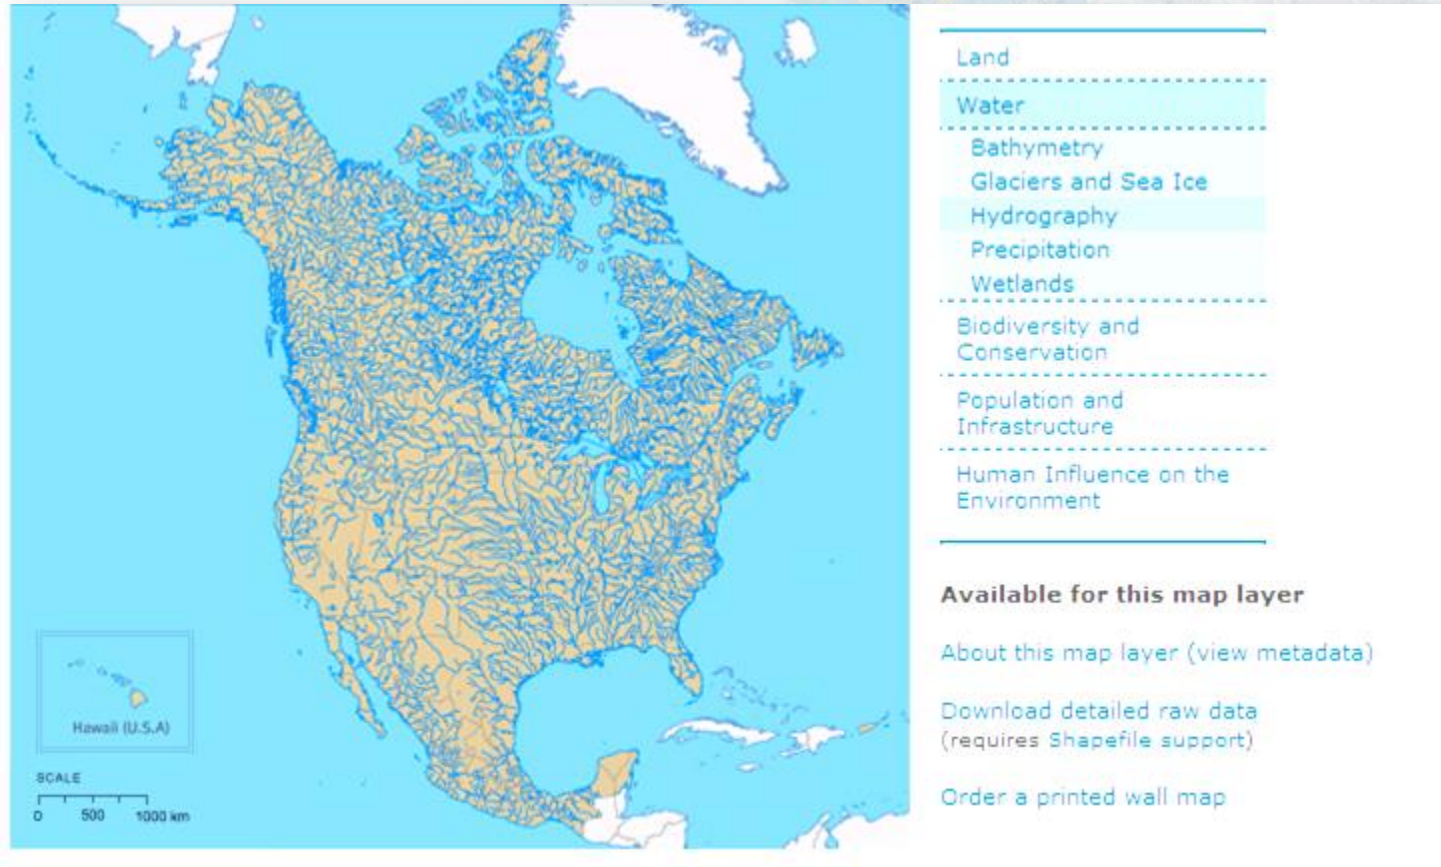 Land
Water
Bathymetry
Glaciers and Sea Ice
Hydrography
Precipitation
Wetlands
Biodiversity and
Conservation
Population and
Infrastructure
Human Influence on the
Environment
Available for this map layer
About this map layer (view metadata)
Download detailed raw data
(requires Shapefile support)
Order a printed wall map
Hawaii (U.S.A)
SCALE
0 500 1000 km